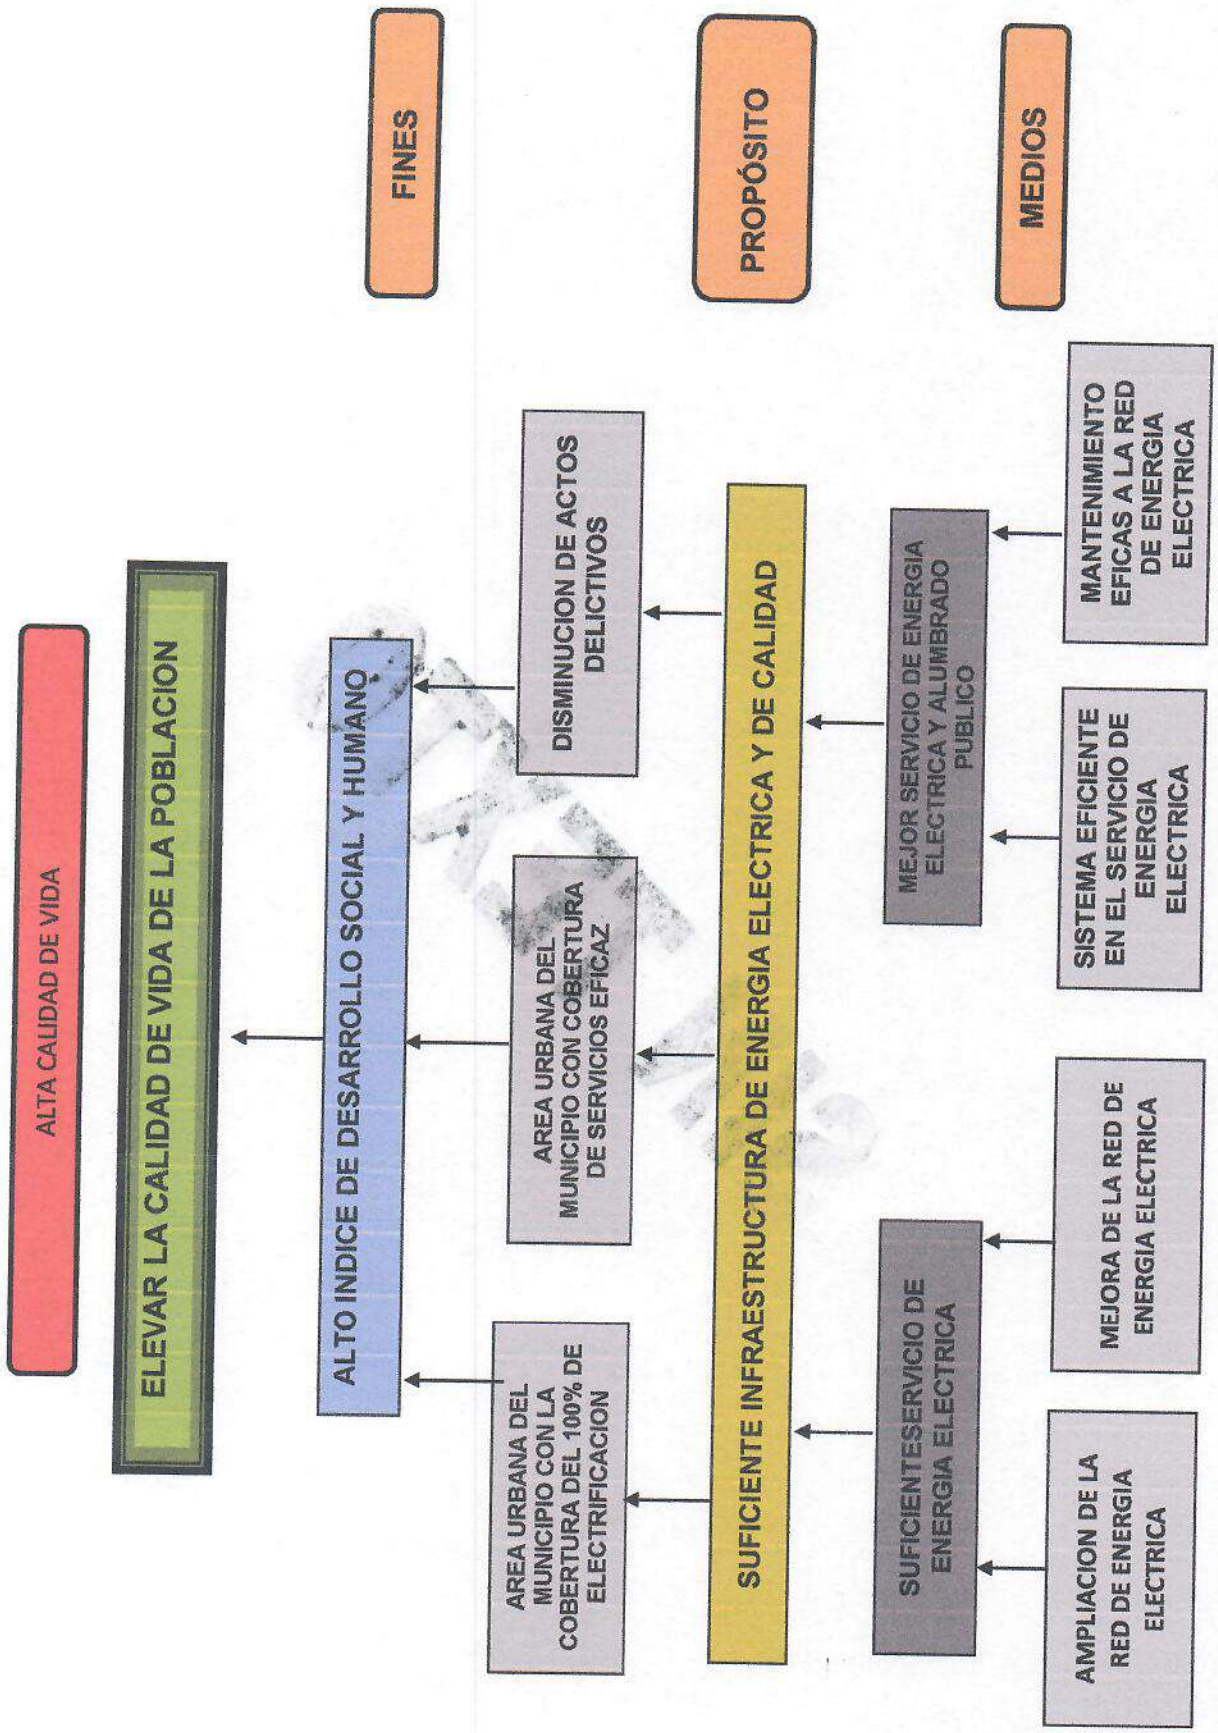 ALTA CALIDAD DE VIDA
ELEVAR LA CALIDAD DE VIDA DE LA POBLACION
ALTO INDICE DE DESARROLLO SOCIAL Y HUMANO
FINES
AREA URBANA DEL
MUNICIPIO CON LA
COBERTURA DEL 100% DE
ELECTRIFICACION
AREA URBANA DEL
MUNICIPIO CON COBERTURA
DE SERVICIOS EFICAZ
DISMINUCION DE ACTOS
DELICTIVOS
SUFICIENTE INFRAESTRUCTURA DE ENERGIA ELECTRICA Y DE CALIDAD
PROPÓSITO
SUFICIENTESERVICIO DE
ENERGIA ELECTRICA
MEJOR SERVICIO DE ENERGIA
ELECTRICA Y ALUMBRADO
PUBLICO
MEDIOS
AMPLIACION DE LA
RED DE ENERGIA
ELECTRICA
MEJORA DE LA RED DE
ENERGIA ELECTRICA
SISTEMA EFICIENTE
EN EL SERVICIO DE
ENERGIA
ELECTRICA
MANTENIMIENTO
EFICAS A LA RED
DE ENERGIA
ELECTRICA